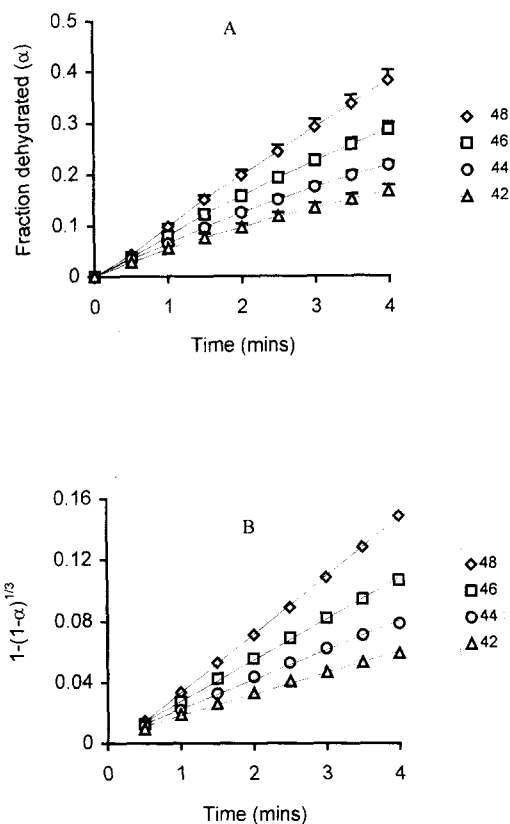 A
Fraction dehydrated (α)
0.5
0.4
0.3
0.2
0.1
0
0 1 2 3 4
Time (mins)
48
46
44
42
B
1-(1-α)^1/3
0.16
0.12
0.08
0.04
0
0 1 2 3 4
Time (mins)
48
46
44
42